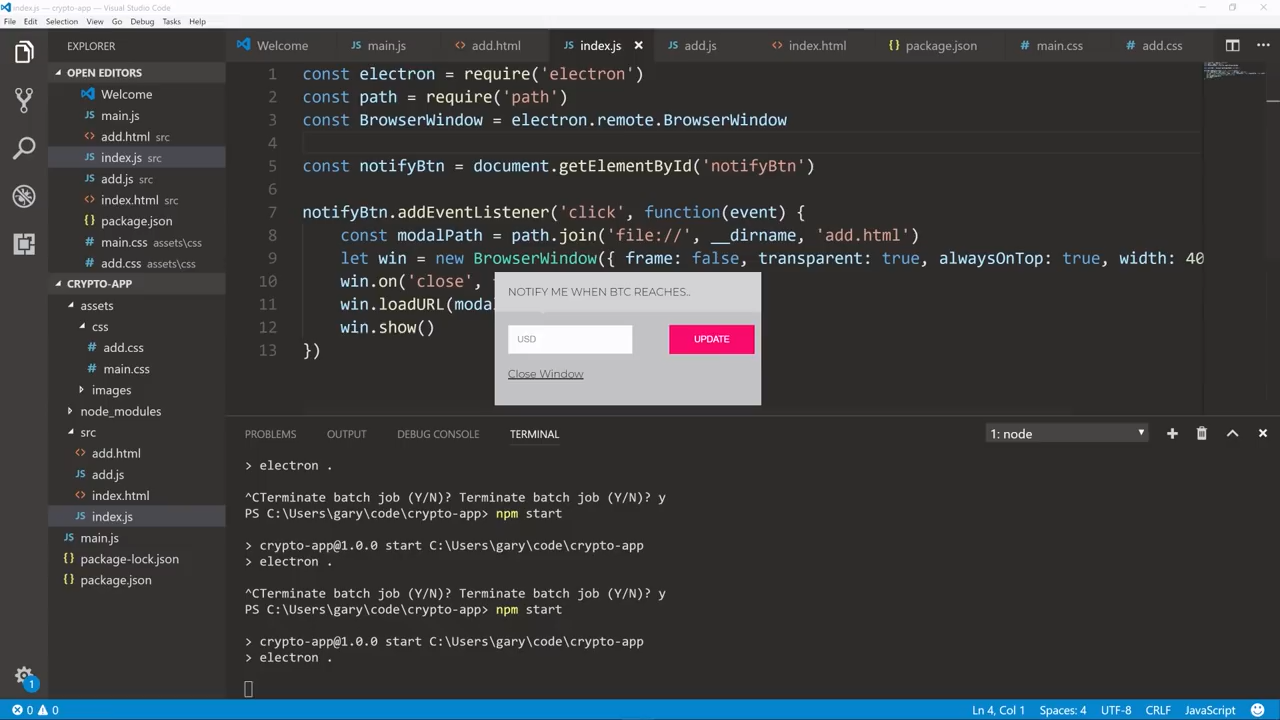 index.js - crypto-app - Visual Studio Code
File Edit Selection View Go Debug Tasks Help
EXPLORER
OPEN EDITORS
Welcome
main.js
add.html src
index.js src
add.js src
index.html src
package.json
main.css assets\css
add.css assets\css
CRYPTO-APP
assets
css
add.css
main.css
images
node_modules
src
add.html
add.js
index.html
index.js
main.js
package-lock.json
package.json
Welcome main.js add.html index.js add.js index.html package.json main.css add.css
1 const electron = require('electron')
2 const path = require('path')
3 const BrowserWindow = electron.remote.BrowserWindow
4
5 const notifyBtn = document.getElementById('notifyBtn')
6
7 notifyBtn.addEventListener('click', function(event) {
8 const modalPath = path.join('file://', __dirname, 'add.html')
9 let win = new BrowserWindow({ frame: false, transparent: true, alwaysOnTop: true, width: 40
10 win.on('close',
11 win.loadURL(moda
12 win.show()
13 })
NOTIFY ME WHEN BTC REACHES..
USD UPDATE
Close Window
PROBLEMS OUTPUT DEBUG CONSOLE TERMINAL 1: node
> electron .
^CTerminate batch job (Y/N)? Terminate batch job (Y/N)? y
PS C:\Users\gary\code\crypto-app> npm start
> crypto-app@1.0.0 start C:\Users\gary\code\crypto-app
> electron .
^CTerminate batch job (Y/N)? Terminate batch job (Y/N)? y
PS C:\Users\gary\code\crypto-app> npm start
> crypto-app@1.0.0 start C:\Users\gary\code\crypto-app
> electron .
1
0 0 Ln 4, Col 1 Spaces: 4 UTF-8 CRLF JavaScript